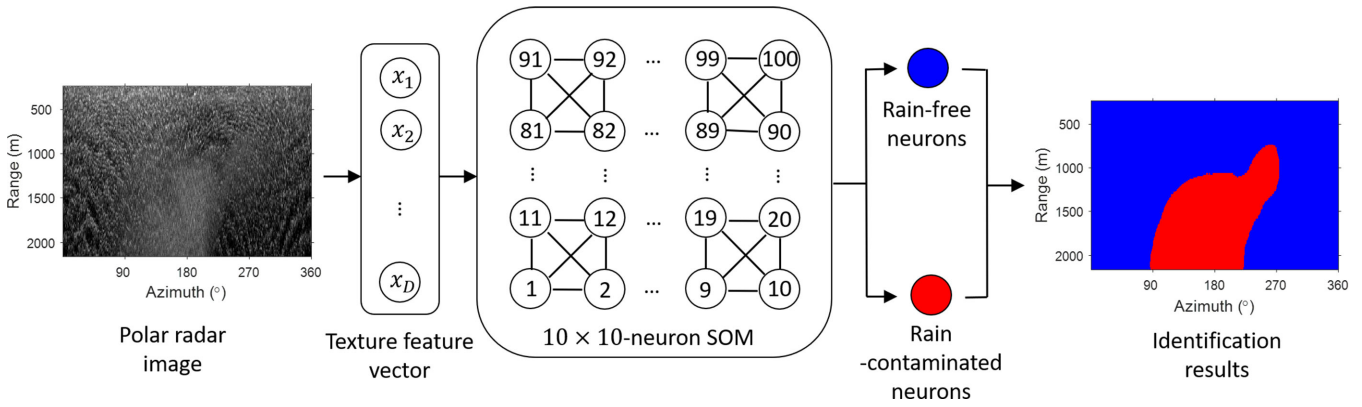 500
1000
1500
2000
Range (m)
90
180
270
360
Azimuth (°)
Polar radar
image
x₁
x₂
⋮
x_D
Texture feature
vector
91
92
...
99
100
81
82
...
89
90
⋮
⋮
⋮
⋮
11
12
...
19
20
1
2
...
9
10
10 × 10-neuron SOM
Rain-free
neurons
Rain
-contaminated
neurons
500
1000
1500
2000
Range (m)
90
180
270
360
Azimuth (°)
Identification
results